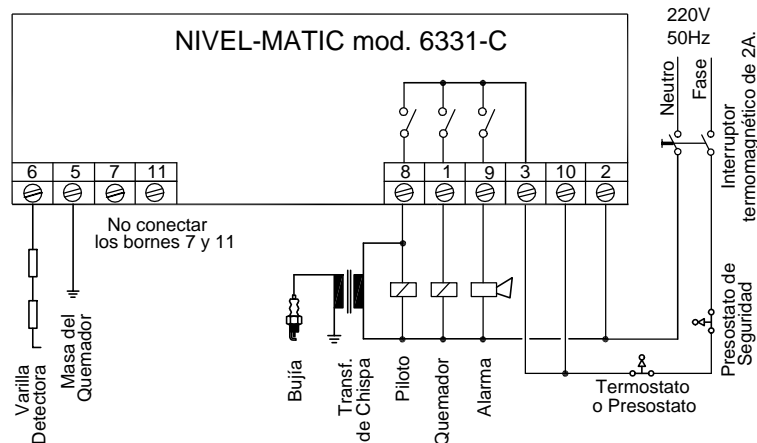 NIVEL-MATIC mod. 6331-C
220V
50Hz
Neutro
Fase
Interruptor
termomagnético de 2A.
6 5 7 11
8 1 9 3 10 2
No conectar
los bornes 7 y 11
Varilla
Detectora
Masa del
Quemador
Bujía
Transf.
de Chispa
Piloto
Quemador
Alarma
Termostato
o Presostato
Presostato de
Seguridad